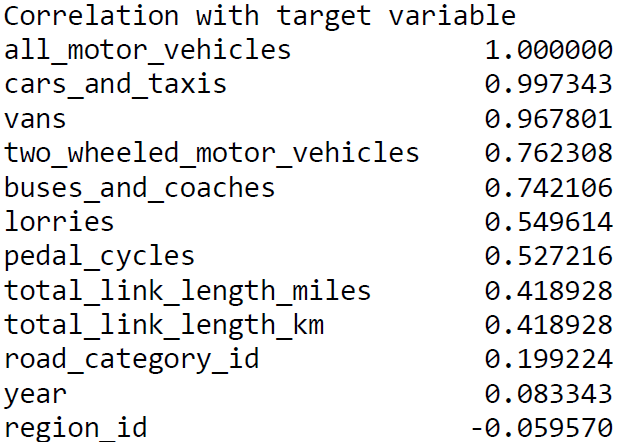 Correlation with target variable
all_motor_vehicles 1.000000
cars_and_taxis 0.997343
vans 0.967801
two_wheeled_motor_vehicles 0.762308
buses_and_coaches 0.742106
lorries 0.549614
pedal_cycles 0.527216
total_link_length_miles 0.418928
total_link_length_km 0.418928
road_category_id 0.199224
year 0.083343
region_id -0.059570